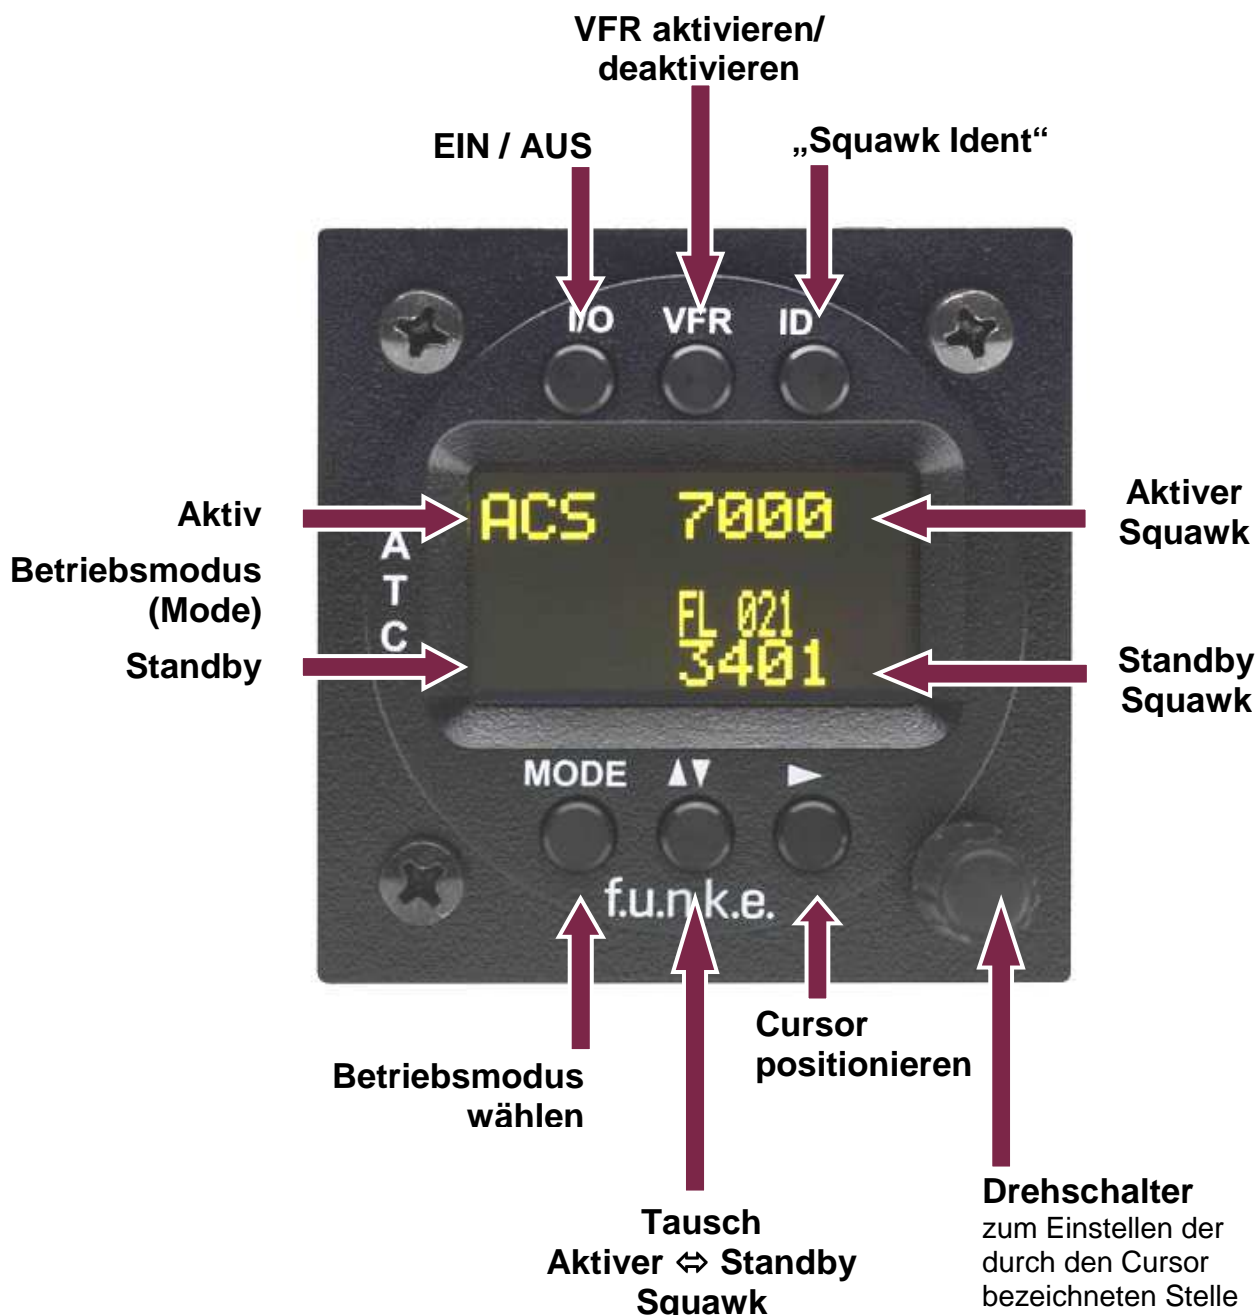 VFR aktivieren/
deaktivieren
EIN / AUS
„Squawk Ident“
I/O VFR ID
Aktiv
Betriebsmodus
(Mode)
Standby
A
T
C
ACS 7000
FL 021
3401
Aktiver
Squawk
Standby
Squawk
MODE ▲▼ ►
f.u.n.k.e.
Betriebsmodus
wählen
Tausch
Aktiver ⇔ Standby
Squawk
Cursor
positionieren
Drehschalter
zum Einstellen der
durch den Cursor
bezeichneten Stelle